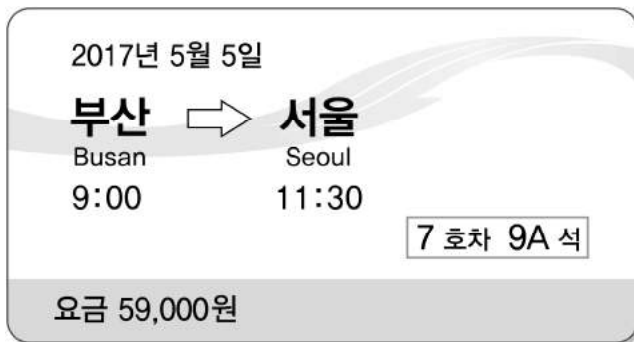 2017년 5월 5일
부산 ⇨ 서울
Busan Seoul
9:00 11:30
7 호차 9A 석
요금 59,000원